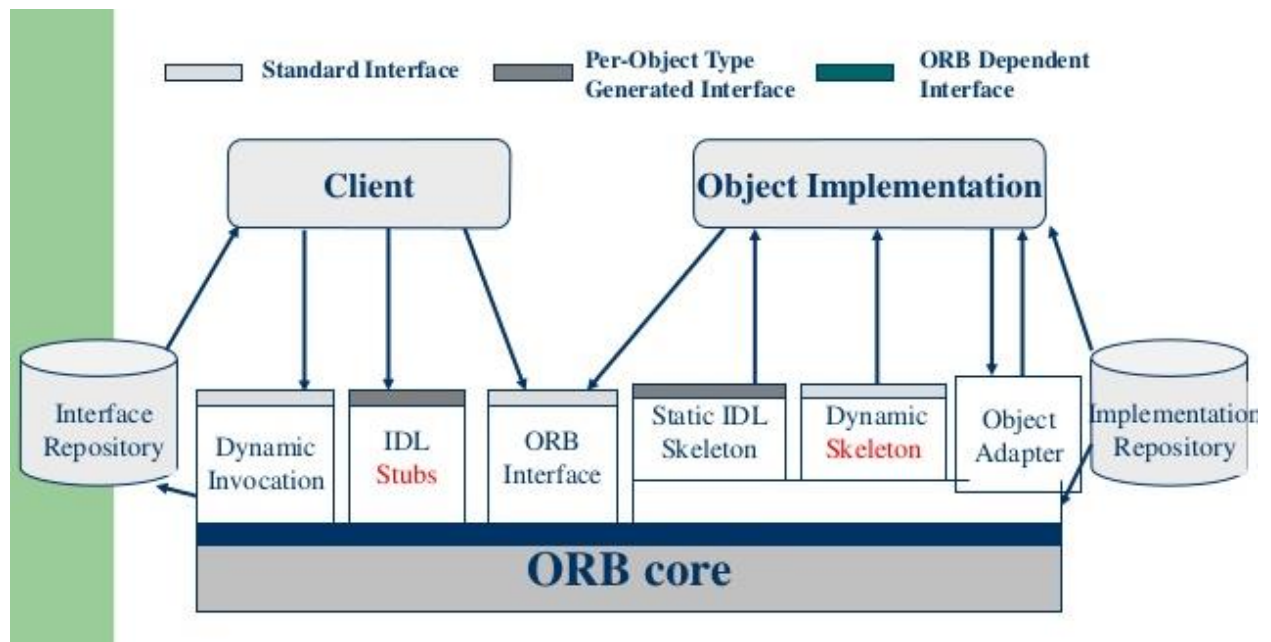 Standard Interface
Per-Object Type
Generated Interface
ORB Dependent
Interface
Client
Object Implementation
Interface
Repository
Dynamic
Invocation
IDL
Stubs
ORB
Interface
Static IDL
Skeleton
Dynamic
Skeleton
Object
Adapter
Implementation
Repository
ORB core